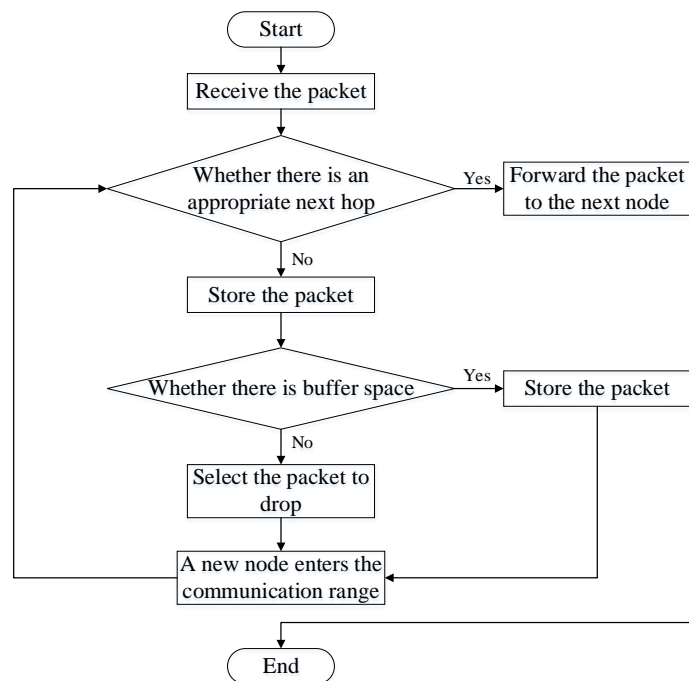 Start
Receive the packet
Whether there is an
appropriate next hop
Yes
Forward the packet
to the next node
No
Store the packet
Whether there is buffer space
Yes
Store the packet
No
Select the packet to
drop
A new node enters the
communication range
End